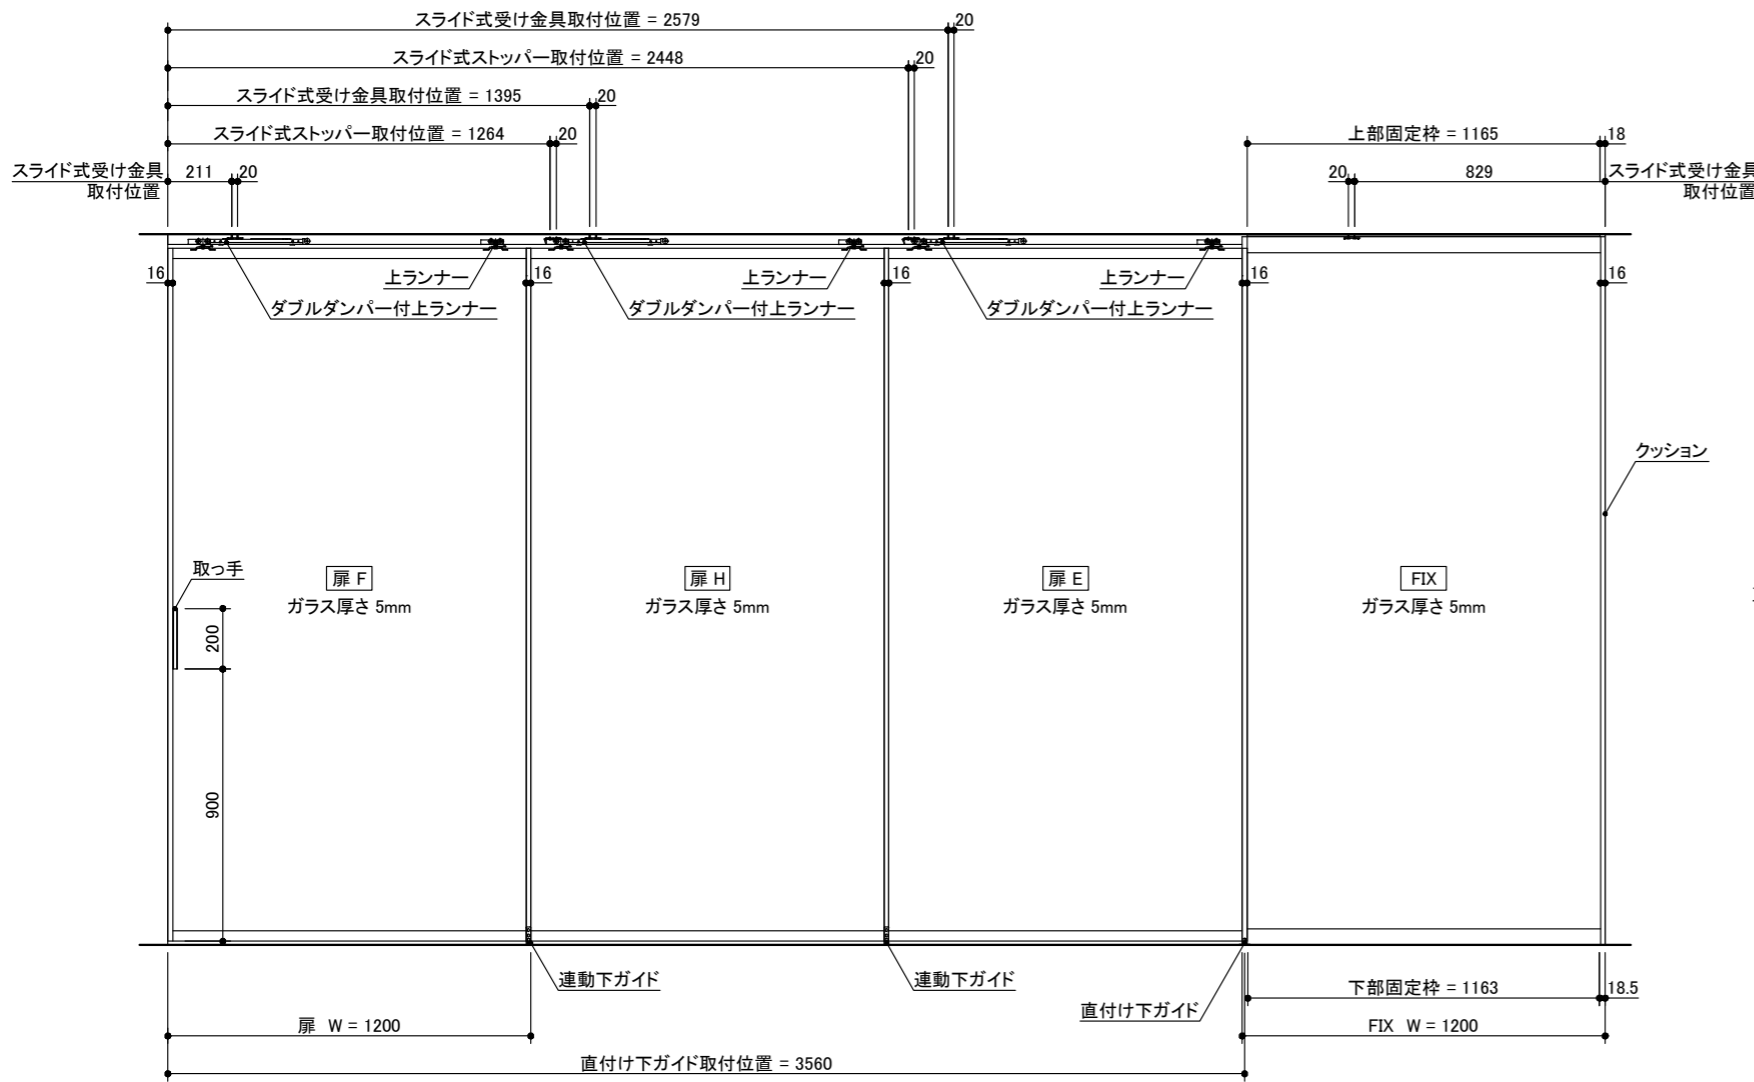 スライド式受け金具取付位置 = 2579
20
スライド式ストッパー取付位置 = 2448
20
スライド式受け金具取付位置 = 1395
20
スライド式ストッパー取付位置 = 1264
20
上部固定枠 = 1165
18
スライド式受け金具
取付位置
211
20
20
829
スライド式受け金具
取付位置
16
16
16
16
16
上ランナー
上ランナー
上ランナー
ダブルダンパー付上ランナー
ダブルダンパー付上ランナー
ダブルダンパー付上ランナー
クッション
取っ手
扉 F
ガラス厚さ 5mm
扉 H
ガラス厚さ 5mm
扉 E
ガラス厚さ 5mm
FIX
ガラス厚さ 5mm
200
900
連動下ガイド
連動下ガイド
直付け下ガイド
下部固定枠 = 1163
18.5
扉 W = 1200
FIX W = 1200
直付け下ガイド取付位置 = 3560